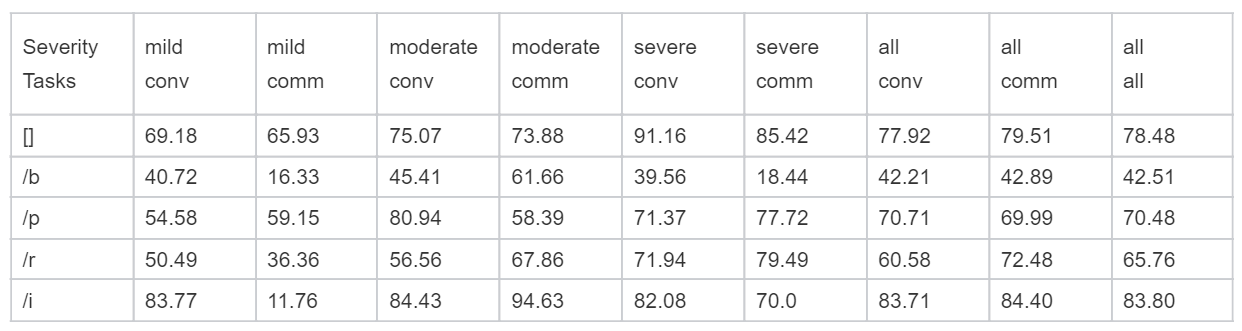 Severity mild mild moderate moderate severe severe all all all
Tasks conv comm conv comm conv comm conv comm all
[] 69.18 65.93 75.07 73.88 91.16 85.42 77.92 79.51 78.48
/b 40.72 16.33 45.41 61.66 39.56 18.44 42.21 42.89 42.51
/p 54.58 59.15 80.94 58.39 71.37 77.72 70.71 69.99 70.48
/r 50.49 36.36 56.56 67.86 71.94 79.49 60.58 72.48 65.76
/i 83.77 11.76 84.43 94.63 82.08 70.0 83.71 84.40 83.80